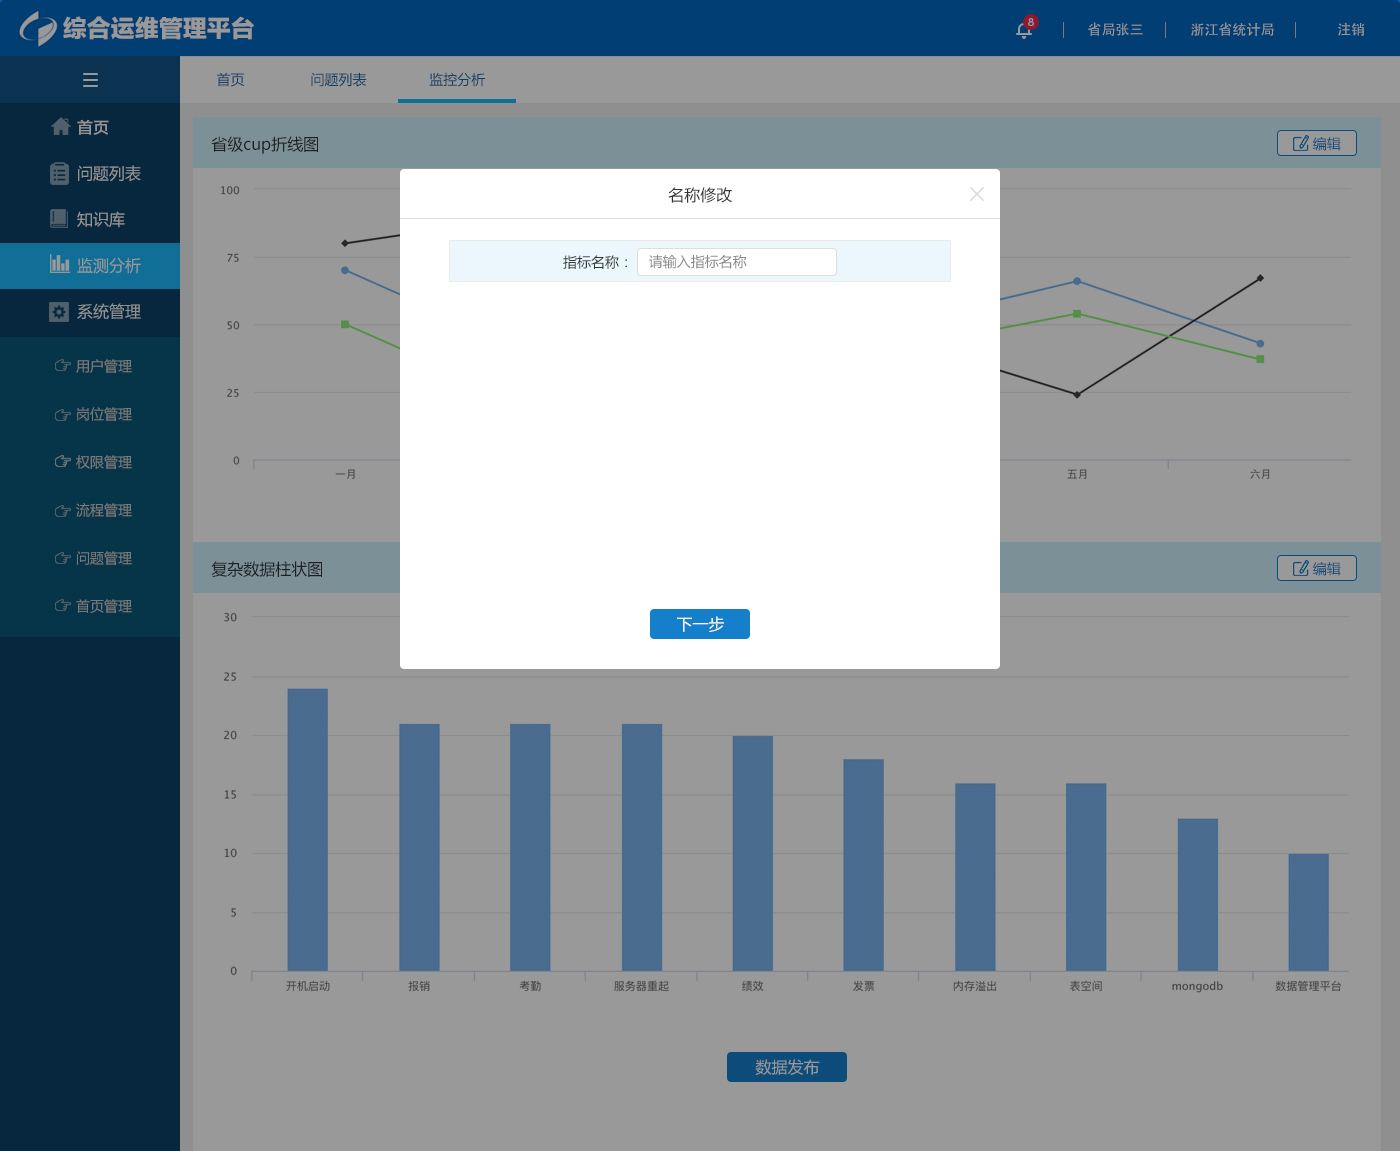 综合运维管理平台
8
省局张三
浙江省统计局
注销
首页
问题列表
监控分析
首页
问题列表
知识库
监测分析
系统管理
用户管理
岗位管理
权限管理
流程管理
问题管理
首页管理
省级cup折线图
编辑
100
75
50
25
0
一月
五月
六月
名称修改
指标名称：
请输入指标名称
下一步
复杂数据柱状图
编辑
30
25
20
15
10
5
0
开机启动
报销
考勤
服务器重起
绩效
发票
内存溢出
表空间
mongodb
数据管理平台
数据发布